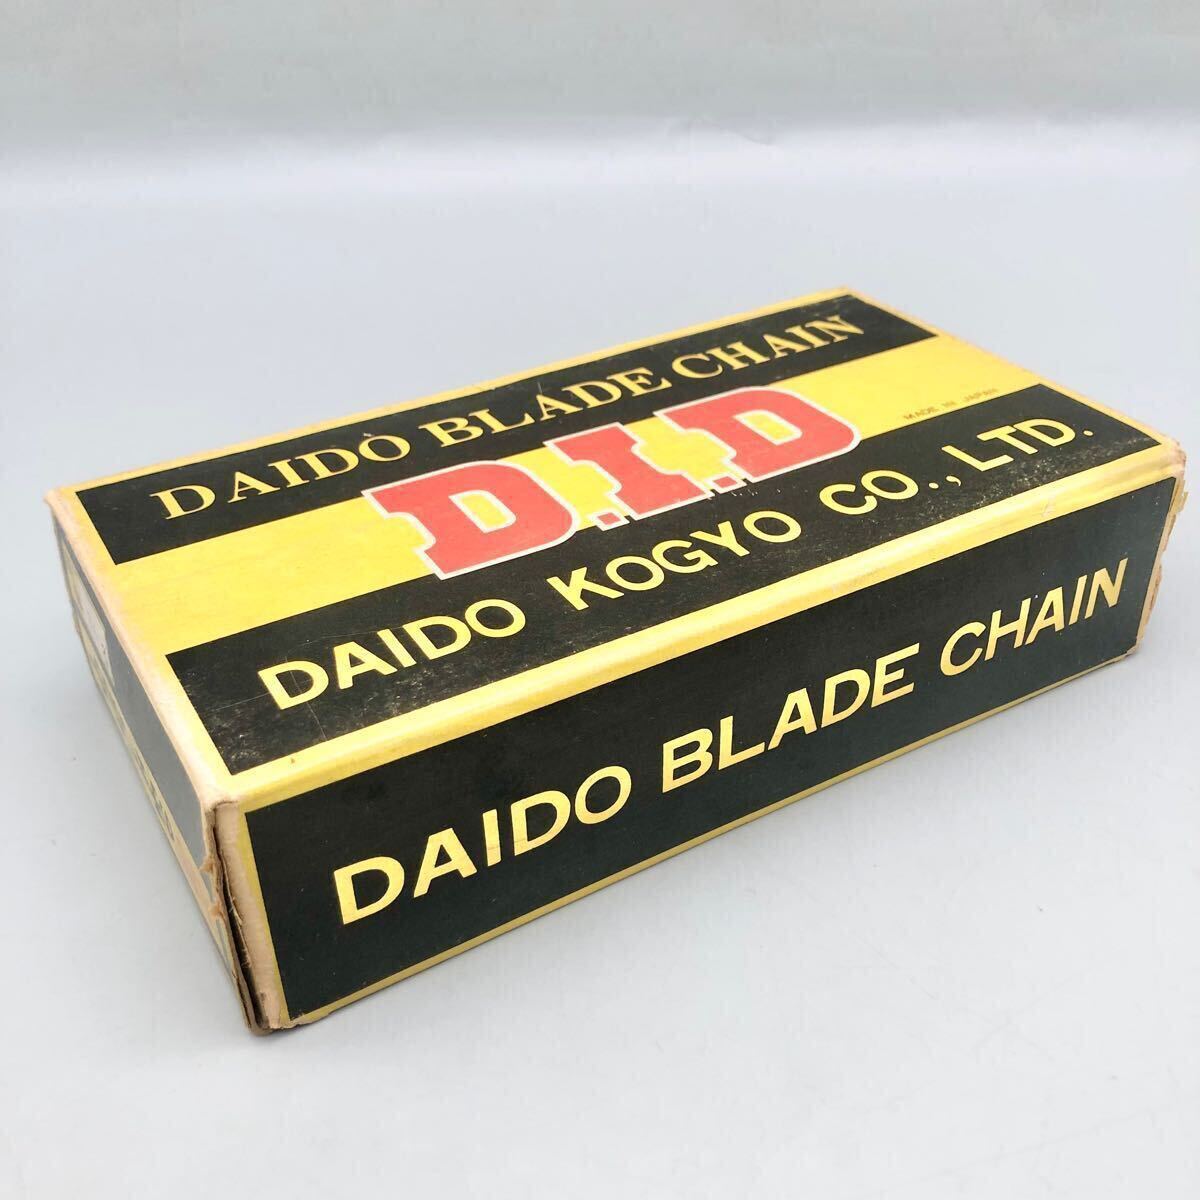 DAIDO BLADE CHAIN
D.I.D
MADE IN JAPAN
DAIDO KOGYO CO., LTD.
DAIDO BLADE CHAIN